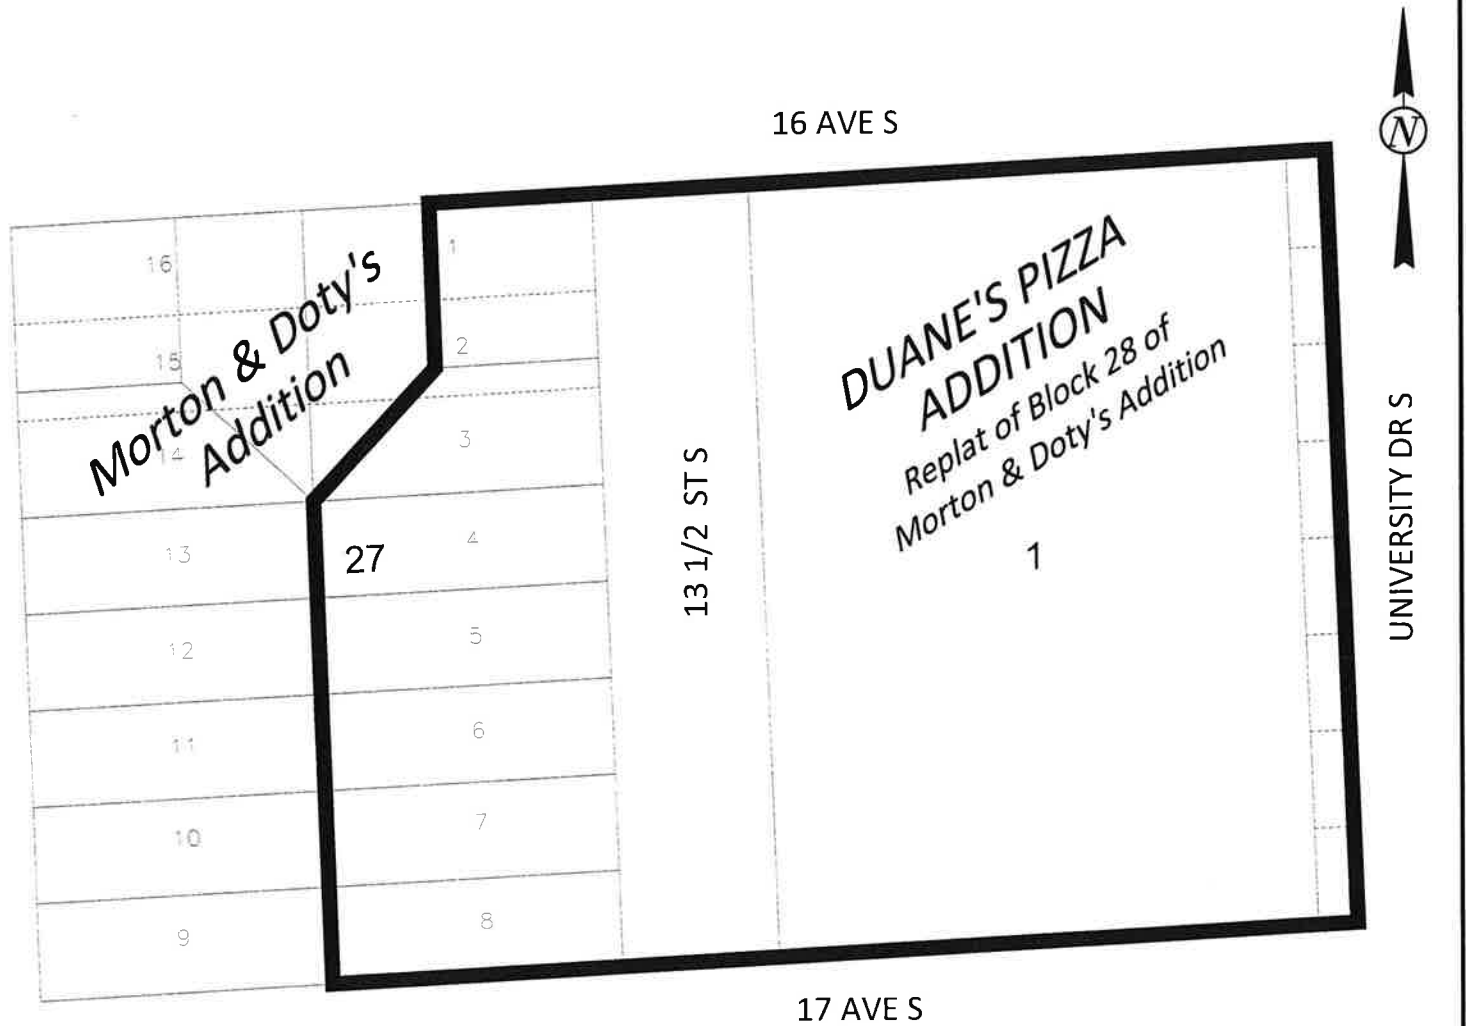 16 AVE S
N
16
15
14
13
12
11
10
9
Morton & Doty's
Addition
27
1
2
3
4
5
6
7
8
13 1/2 ST S
DUANE'S PIZZA
ADDITION
Replat of Block 28 of
Morton & Doty's Addition
1
UNIVERSITY DR S
17 AVE S